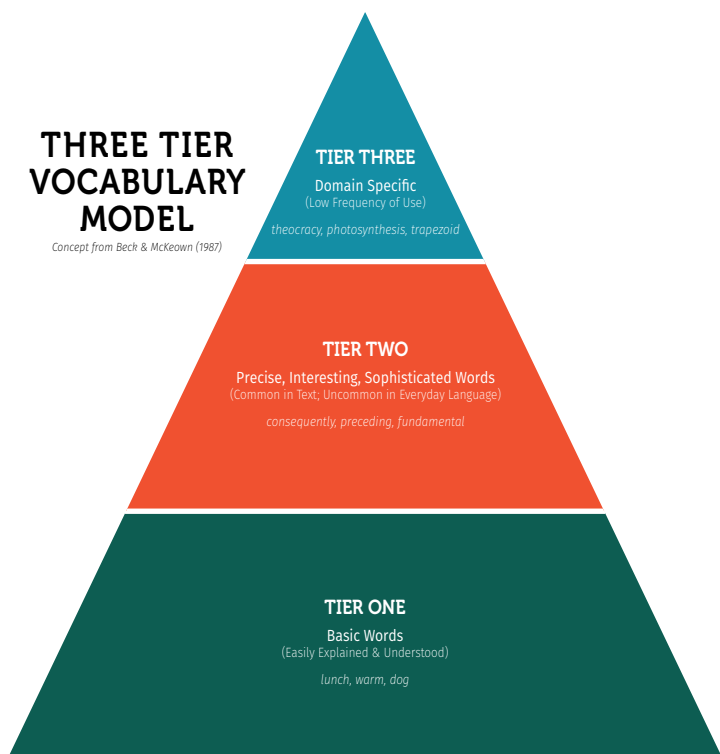 THREE TIER
VOCABULARY
MODEL
Concept from Beck & McKeown (1987)
TIER THREE
Domain Specific
(Low Frequency of Use)
theocracy, photosynthesis, trapezoid
TIER TWO
Precise, Interesting, Sophisticated Words
(Common in Text; Uncommon in Everyday Language)
consequently, preceding, fundamental
TIER ONE
Basic Words
(Easily Explained & Understood)
lunch, warm, dog